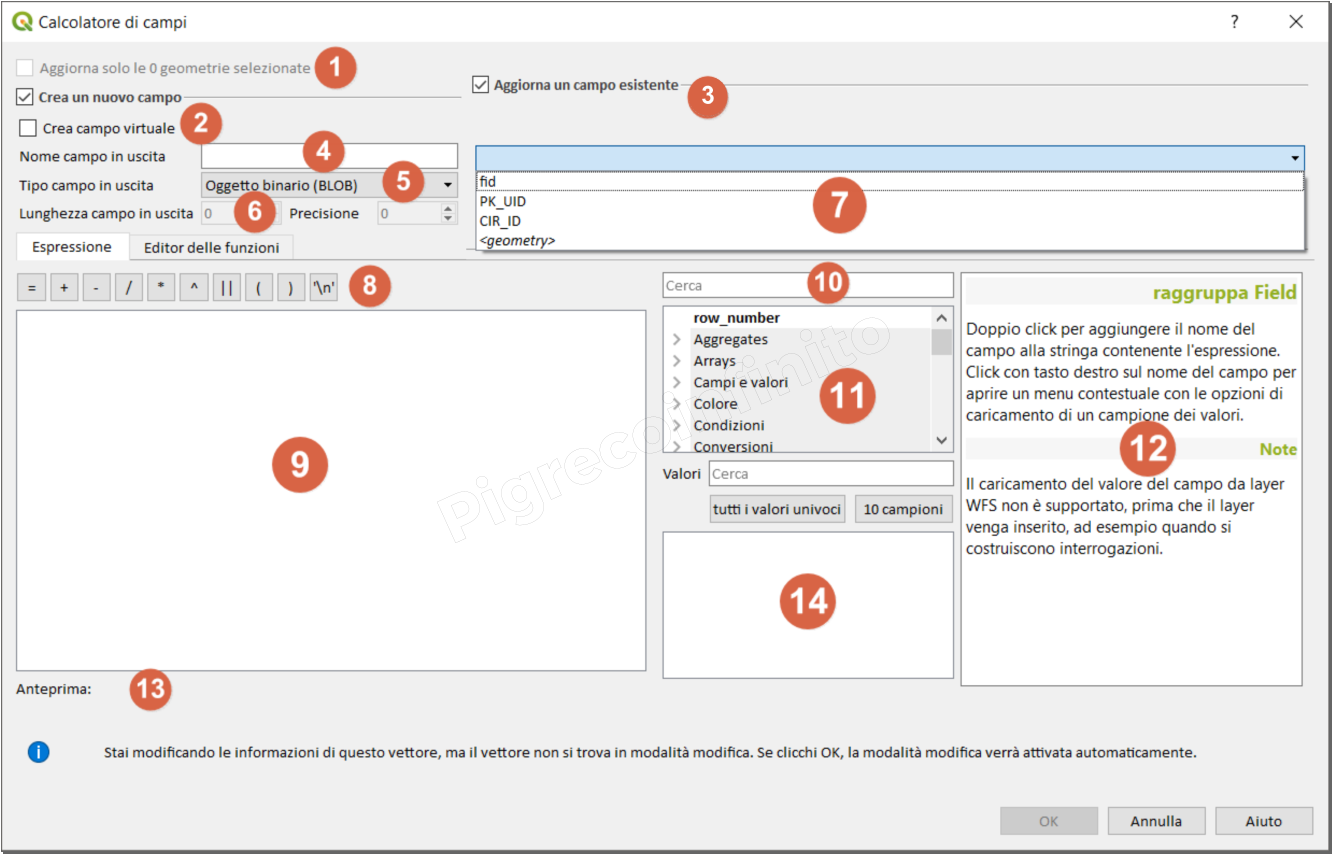 Calcolatore di campi
?
Aggiorna solo le 0 geometrie selezionate
1
Crea un nuovo campo
Aggiorna un campo esistente
3
Crea campo virtuale
2
Nome campo in uscita
4
Tipo campo in uscita
Oggetto binario (BLOB)
5
Lunghezza campo in uscita
0
6
Precisione
0
fid
PK_UID
CIR_ID
<geometry>
7
Espressione
Editor delle funzioni
= + - / * ^ || ( ) '\n'
8
9
Cerca
10
row_number
Aggregates
Arrays
Campi e valori
Colore
Condizioni
Conversioni
11
Valori
Cerca
tutti i valori univoci
10 campioni
14
raggruppa Field
Doppio click per aggiungere il nome del
campo alla stringa contenente l'espressione.
Click con tasto destro sul nome del campo per
aprire un menu contestuale con le opzioni di
caricamento di un campione dei valori.
12
Note
Il caricamento del valore del campo da layer
WFS non è supportato, prima che il layer
venga inserito, ad esempio quando si
costruiscono interrogazioni.
Pigrecoinfinito
Anteprima:
13
i
Stai modificando le informazioni di questo vettore, ma il vettore non si trova in modalità modifica. Se clicchi OK, la modalità modifica verrà attivata automaticamente.
OK
Annulla
Aiuto